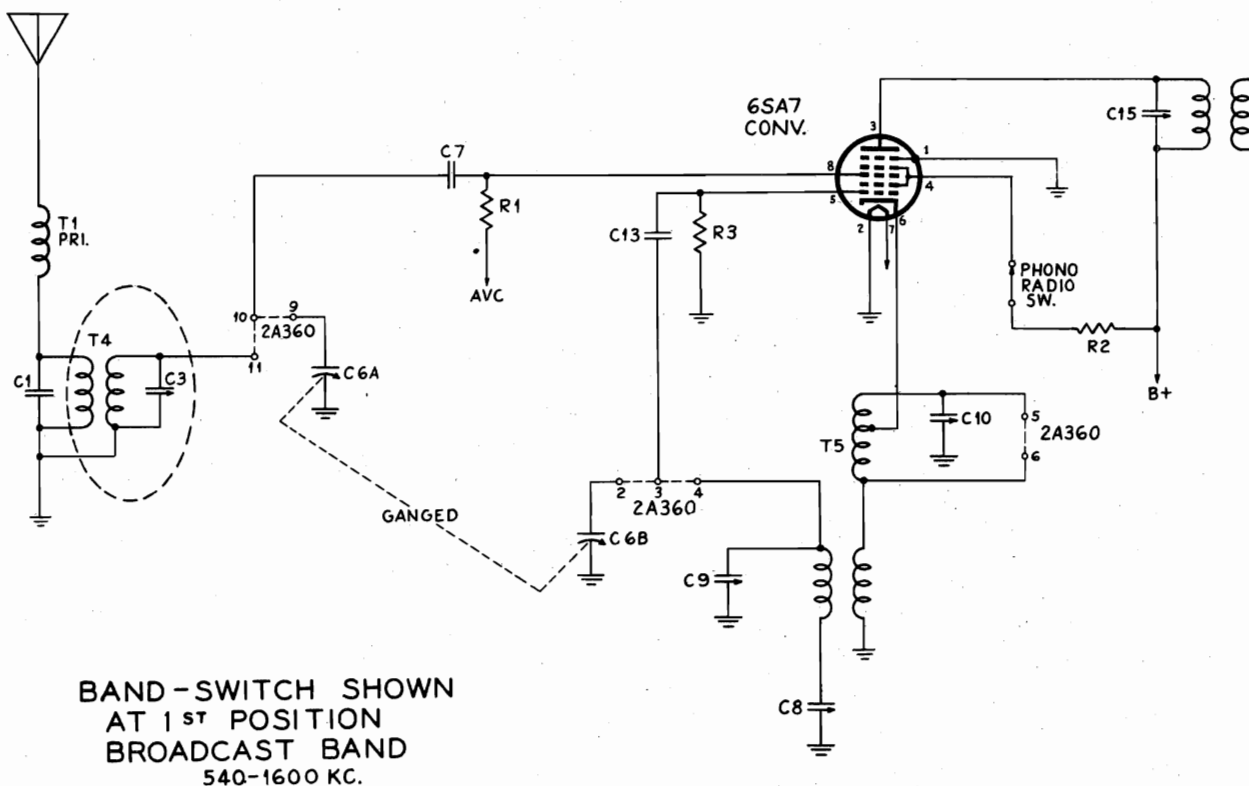 6SA7
CONV.
3
C15
C7
8
1
4
5
R1
C13
R3
2
7
6
T1
PRI.
AVC
PHONO
RADIO
SW.
10
9
2A360
R2
T4
11
C1
C3
C6A
B+
C10
5
2A360
T5
6
2
3
4
2A360
GANGED
C6B
C9
C8
BAND-SWITCH SHOWN
AT 1ST POSITION
BROADCAST BAND
540-1600 KC.